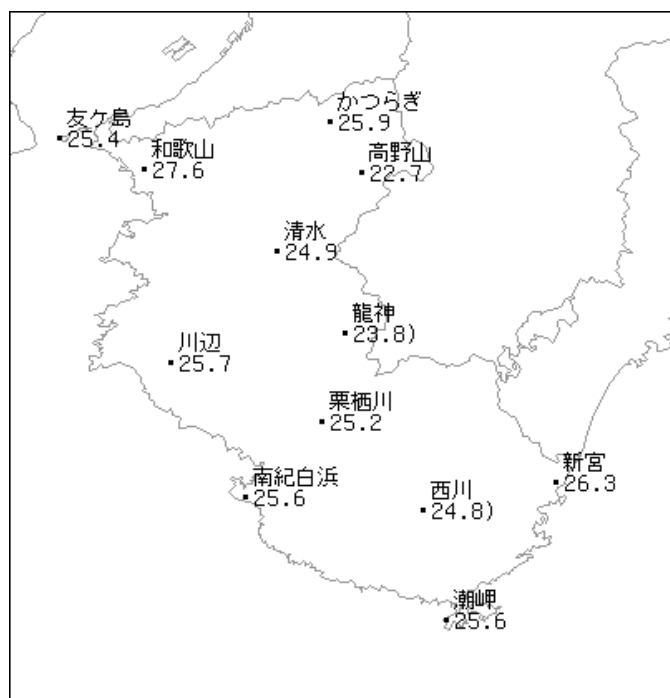 かつらぎ
25.9
友ケ島
25.4
和歌山
27.6
高野山
22.7
清水
24.9
龍神
23.8)
川辺
25.7
栗栖川
25.2
新宮
26.3
南紀白浜
25.6
西川
24.8)
潮岬
25.6